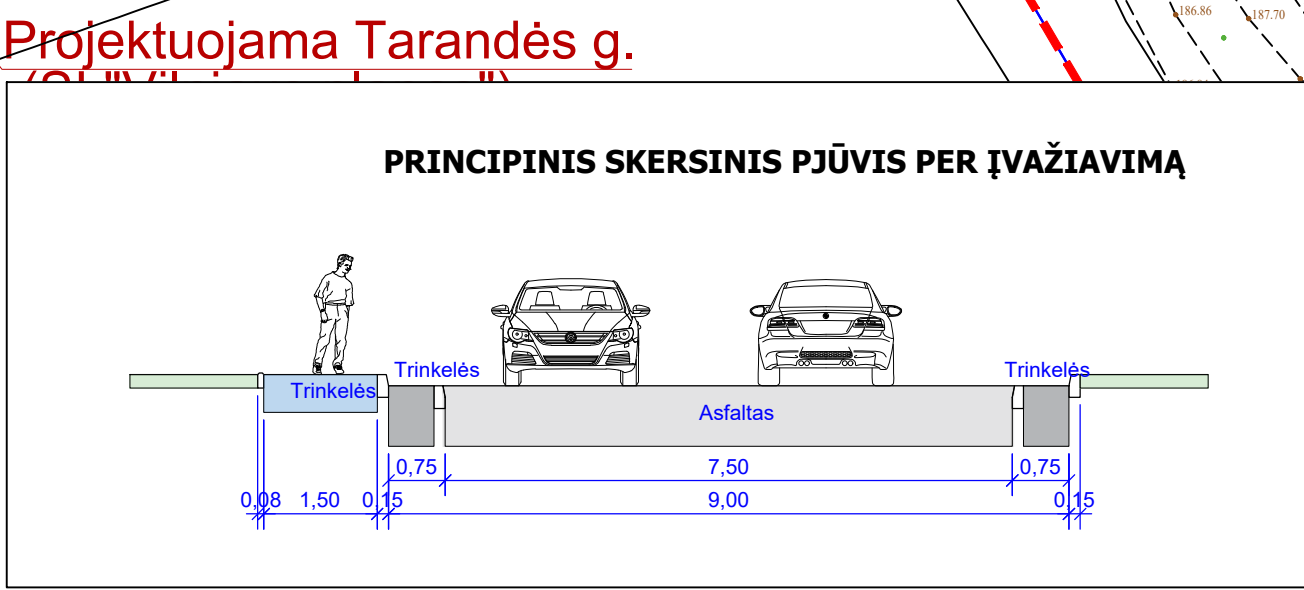 186.86
187.70
Projektuojama Tarandės g.
PRINCIPINIS SKERSINIS PJŪVIS PER ĮVAŽIAVIMĄ
Trinkelės
Trinkelės
Trinkelės
Asfaltas
0,75
7,50
0,75
0,08
1,50
0,15
9,00
0,15